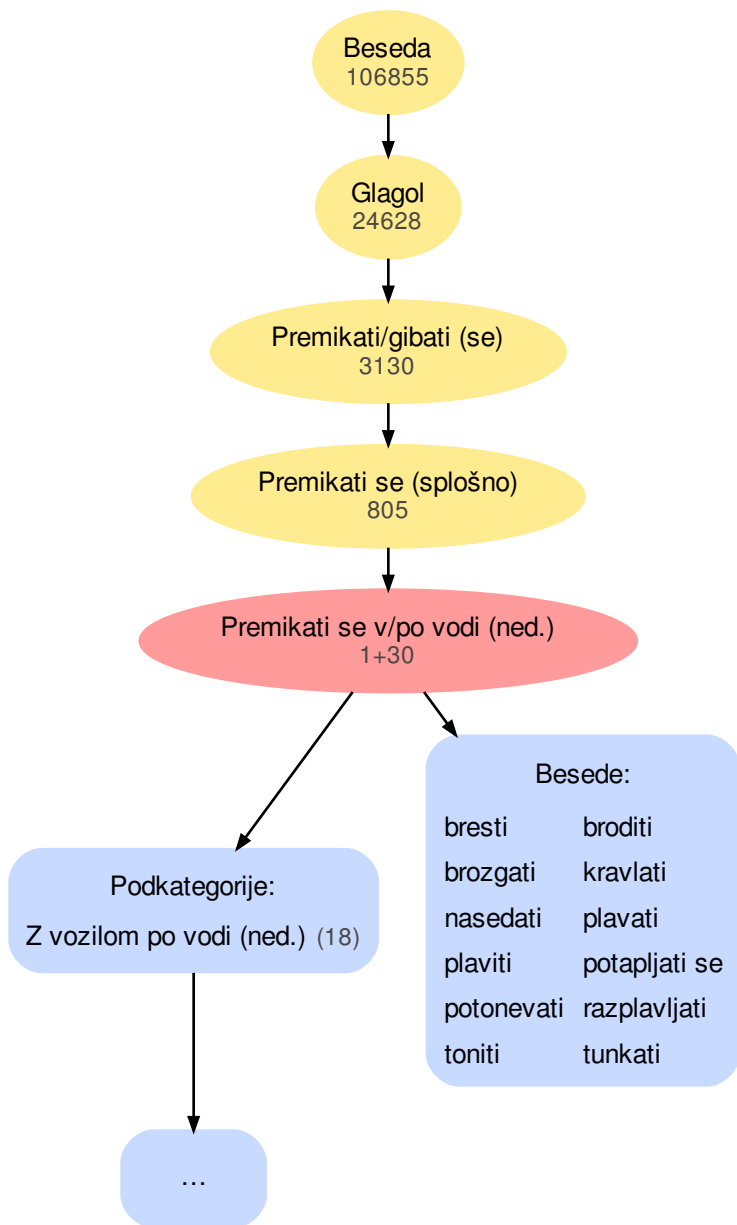 Beseda
106855
Glagol
24628
Premikati/gibati (se)
3130
Premikati se (splošno)
805
Premikati se v/po vodi (ned.)
1+30
Besede:
bresti broditi
brozgati kravlati
nasedati plavati
plaviti potapljati se
potonevati razplavljati
toniti tunkati
Podkategorije:
Z vozilom po vodi (ned.) (18)
…